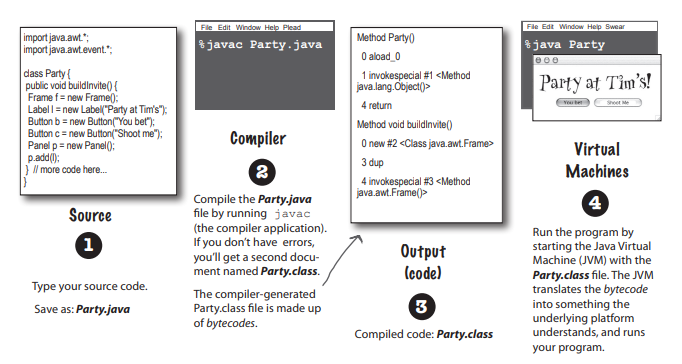 import java.awt.*;
import java.awt.event.*;
class Party {
public void buildInvite() {
Frame f = new Frame();
Label l = new Label("Party at Tim's");
Button b = new Button("You bet");
Button c = new Button("Shoot me");
Panel p = new Panel();
p.add(l);
} // more code here...
}
Source
1
Type your source code.
Save as: Party.java
File Edit Window Help Plead
%javac Party.java
Compiler
2
Compile the Party.java
file by running javac
(the compiler application).
If you don't have errors,
you'll get a second docu-
ment named Party.class.
The compiler-generated
Party.class file is made up
of bytecodes.
Method Party()
0 aload_0
1 invokespecial #1 <Method
java.lang.Object()>
4 return
Method void buildInvite()
0 new #2 <Class java.awt.Frame>
3 dup
4 invokespecial #3 <Method
java.awt.Frame()>
Output
(code)
3
Compiled code: Party.class
File Edit Window Help Swear
%java Party
Party at Tim's!
You bet
Shoot Me
Virtual
Machines
4
Run the program by
starting the Java Virtual
Machine (JVM) with the
Party.class file. The JVM
translates the bytecode
into something the
underlying platform
understands, and runs
your program.